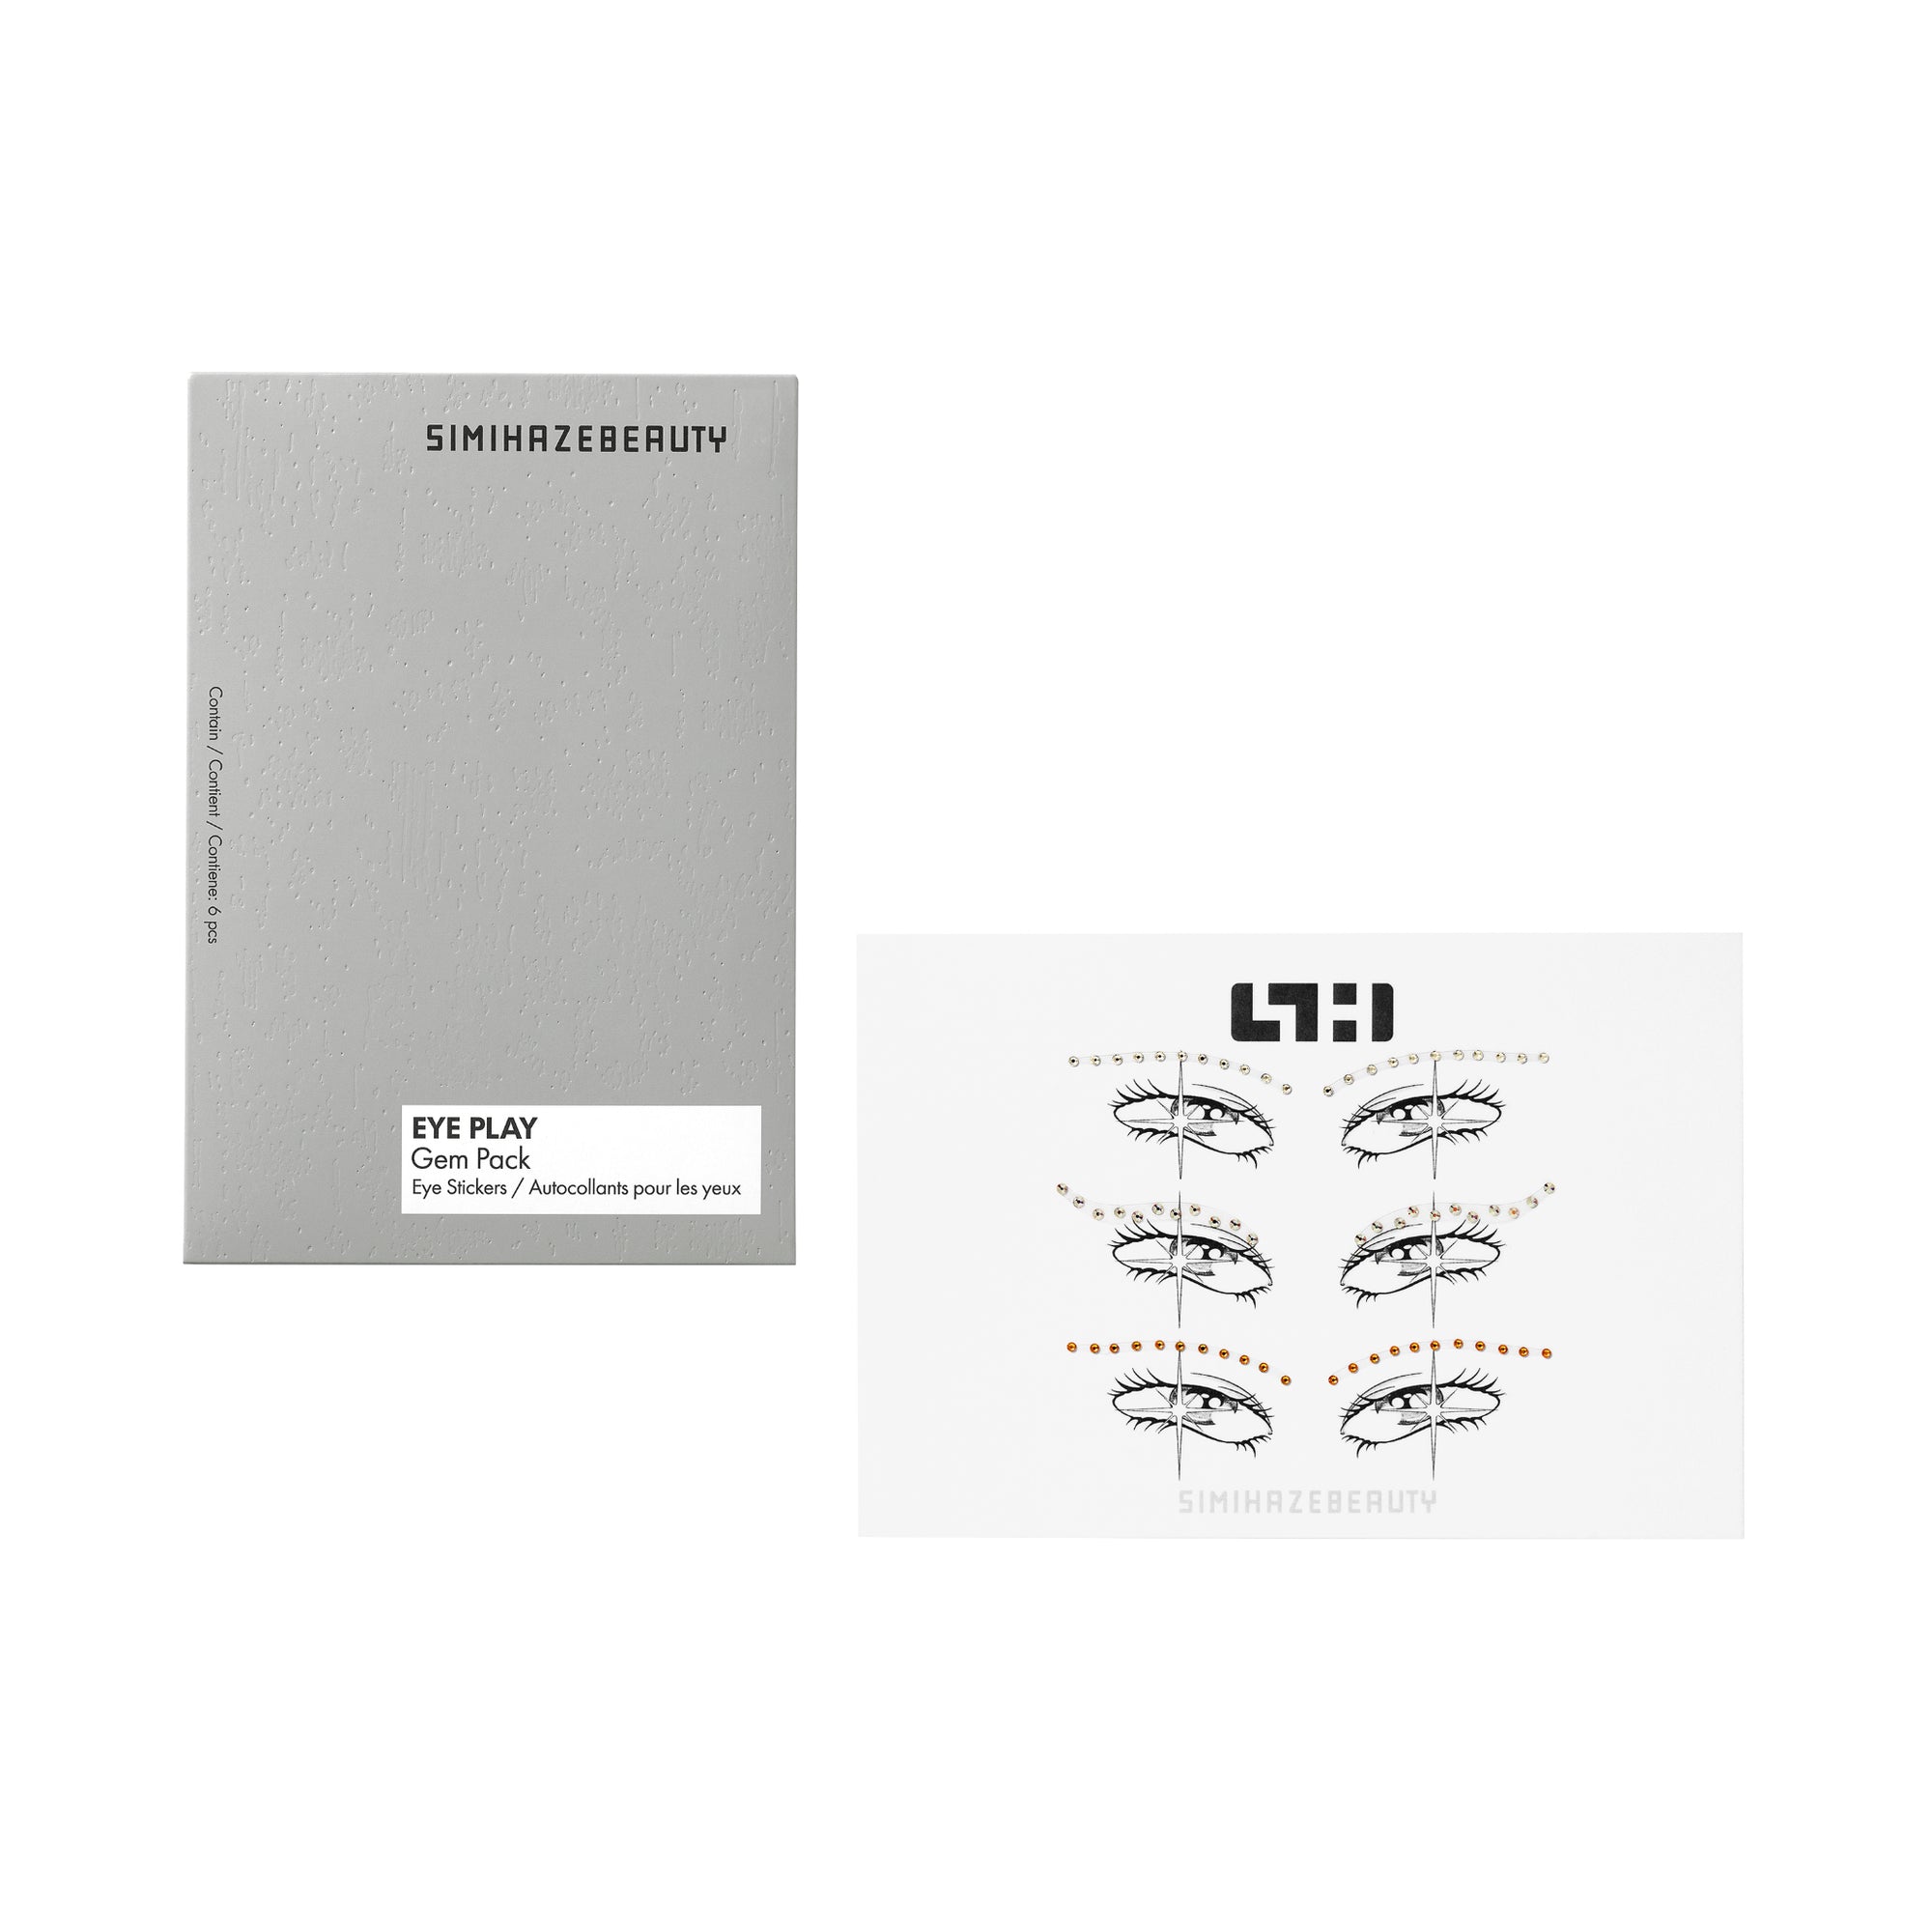 SIMIHAZEBEAUTY
Contain / Contient / Contiene: 6 pcs
EYE PLAY
Gem Pack
Eye Stickers / Autocollants pour les yeux
SIMIHAZEBEAUTY